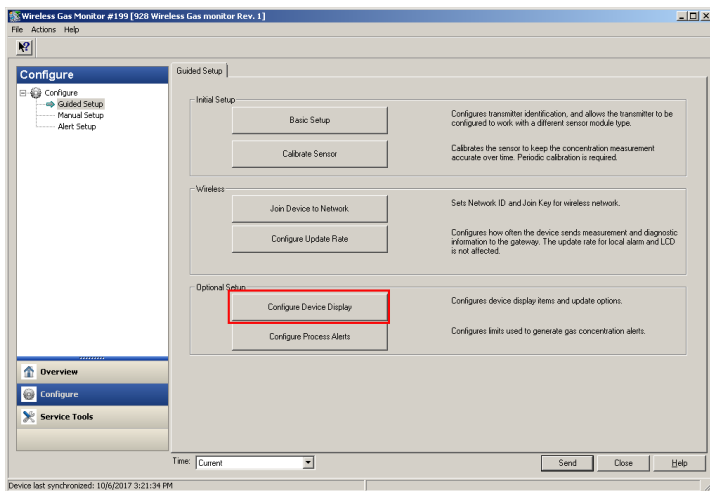 Wireless Gas Monitor #199 [928 Wireless Gas monitor Rev. 1]
File Actions Help
Configure
Configure
Guided Setup
Manual Setup
Alert Setup
Overview
Configure
Service Tools
Guided Setup
Initial Setup
Basic Setup
Configures transmitter identification, and allows the transmitter to be
configured to work with a different sensor module type.
Calibrate Sensor
Calibrates the sensor to keep the concentration measurement
accurate over time. Periodic calibration is required.
Wireless
Join Device to Network
Sets Network ID and Join Key for wireless network.
Configure Update Rate
Configures how often the device sends measurement and diagnostic
information to the gateway. The update rate for local alarm and LCD
is not affected.
Optional Setup
Configure Device Display
Configures device display items and update options.
Configure Process Alerts
Configures limits used to generate gas concentration alerts.
Time: Current
Send Close Help
Device last synchronized: 10/6/2017 3:21:34 PM